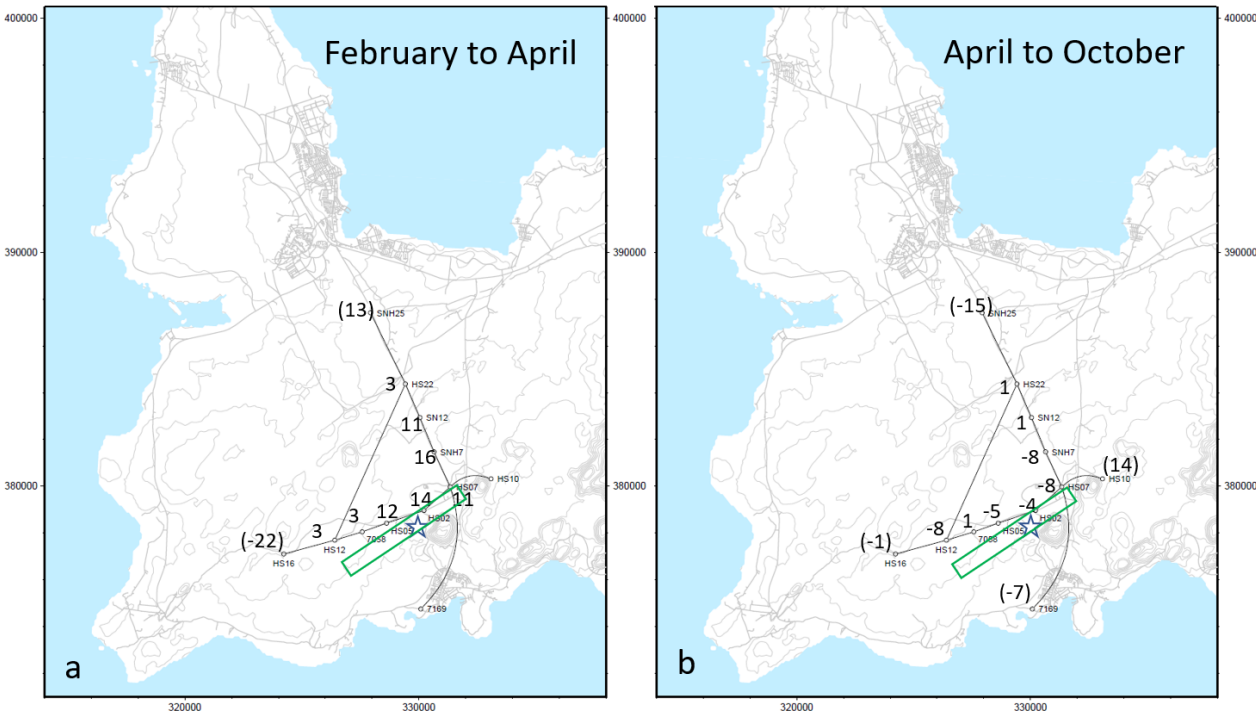 400000
February to April
390000
(13)
SNH25
3
HS22
11
SN12
16
SNH7
380000
HS07
HS10
14
11
HS02
12
HS05
3
7058
3
HS12
(-22)
HS16
7169
a
320000
330000
400000
April to October
390000
(-15)
SNH25
1
HS22
1
SN12
-8
SNH7
(14)
380000
-8
HS07
HS10
-4
HS02
-5
HS05
1
7058
-8
HS12
(-1)
HS16
(-7)
7169
b
320000
330000
400000
390000
380000